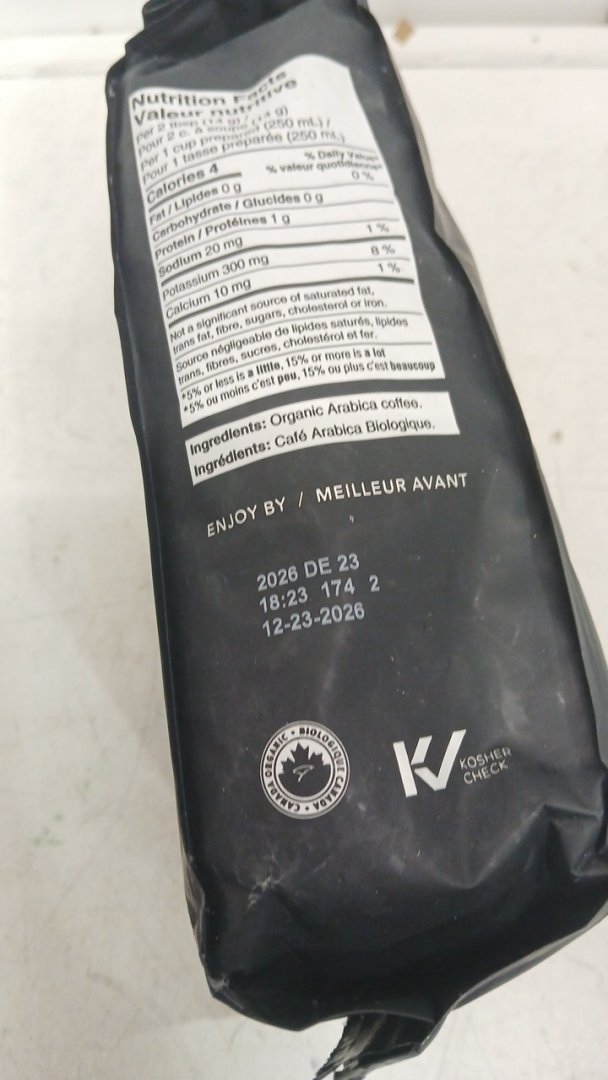 Nutrition Facts
Valeur nutritive
Per 2 tbsp (14 g) /
Pour 2 c. à soupe (14 g)
Per 1 cup prepared (250 mL) /
Pour 1 tasse préparée (250 mL)
Calories 4
% Daily Value*
% valeur quotidienne*
Fat / Lipides 0 g 0 %
Carbohydrate / Glucides 0 g
Protein / Protéines 1 g
Sodium 20 mg 1 %
Potassium 300 mg 8 %
Calcium 10 mg 1 %
Not a significant source of saturated fat,
trans fat, fibre, sugars, cholesterol or iron.
Source négligeable de lipides saturés, lipides
trans, fibres, sucres, cholestérol et fer.
*5% or less is a little, 15% or more is a lot
*5% ou moins c'est peu, 15% ou plus c'est beaucoup
Ingredients: Organic Arabica coffee.
Ingrédients: Café Arabica Biologique.
ENJOY BY / MEILLEUR AVANT
2026 DE 23
18:23 174 2
12-23-2026
CANADA ORGANIC • BIOLOGIQUE CANADA •
KV KOSHER
CHECK